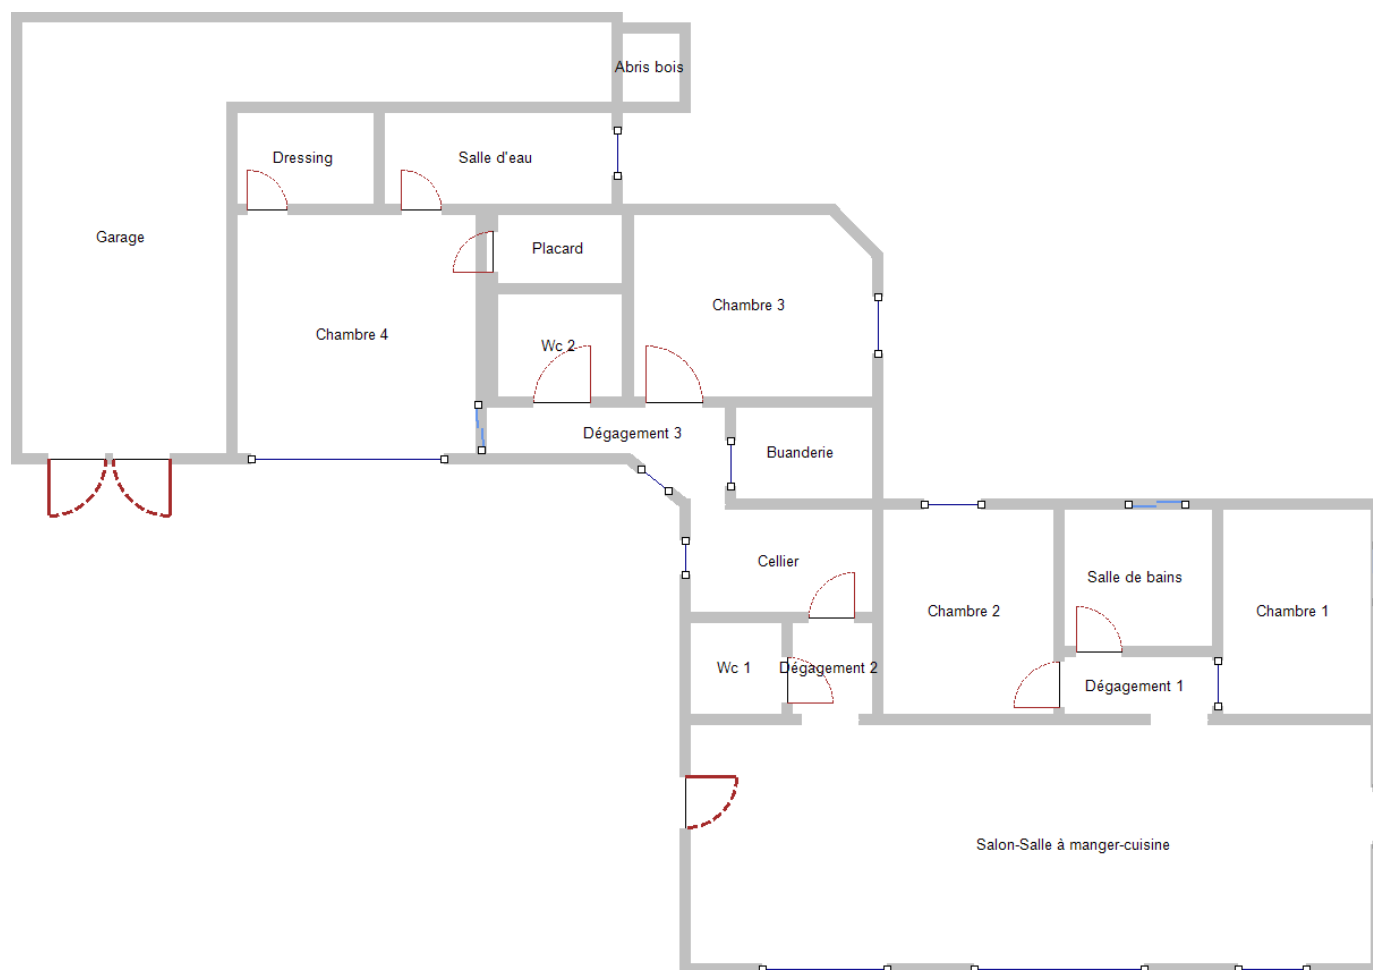 Abris bois
Dressing
Salle d'eau
Garage
Placard
Chambre 3
Chambre 4
Wc 2
Dégagement 3
Buanderie
Cellier
Salle de bains
Chambre 2
Chambre 1
Wc 1
Dégagement 2
Dégagement 1
Salon-Salle à manger-cuisine